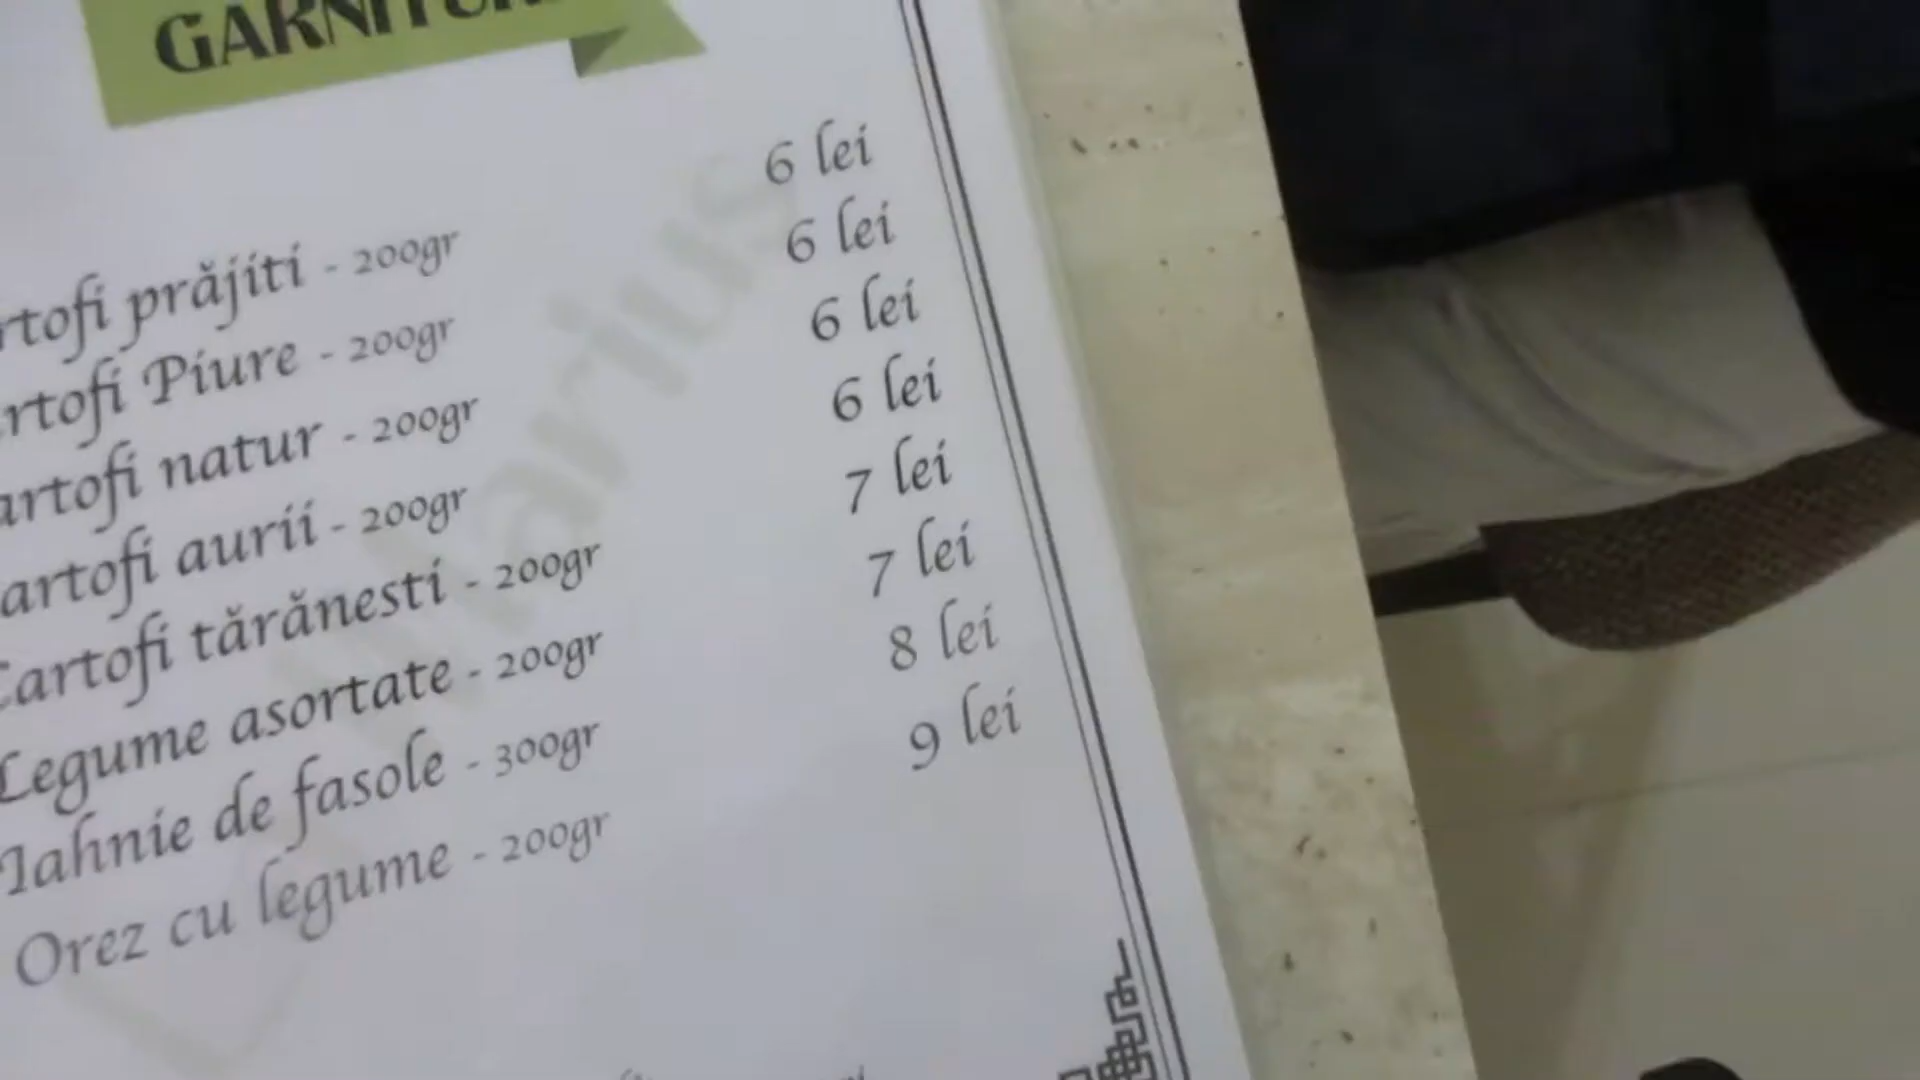 GARNITURI
rtofi prăjiti - 200gr 6 lei
rtofi Piure - 200gr 6 lei
artofi natur - 200gr 6 lei
artofi aurii - 200gr 6 lei
Cartofi tărănesti - 200gr 7 lei
Legume asortate - 200gr 7 lei
Iahnie de fasole - 300gr 8 lei
Orez cu legume - 200gr 9 lei
Marius